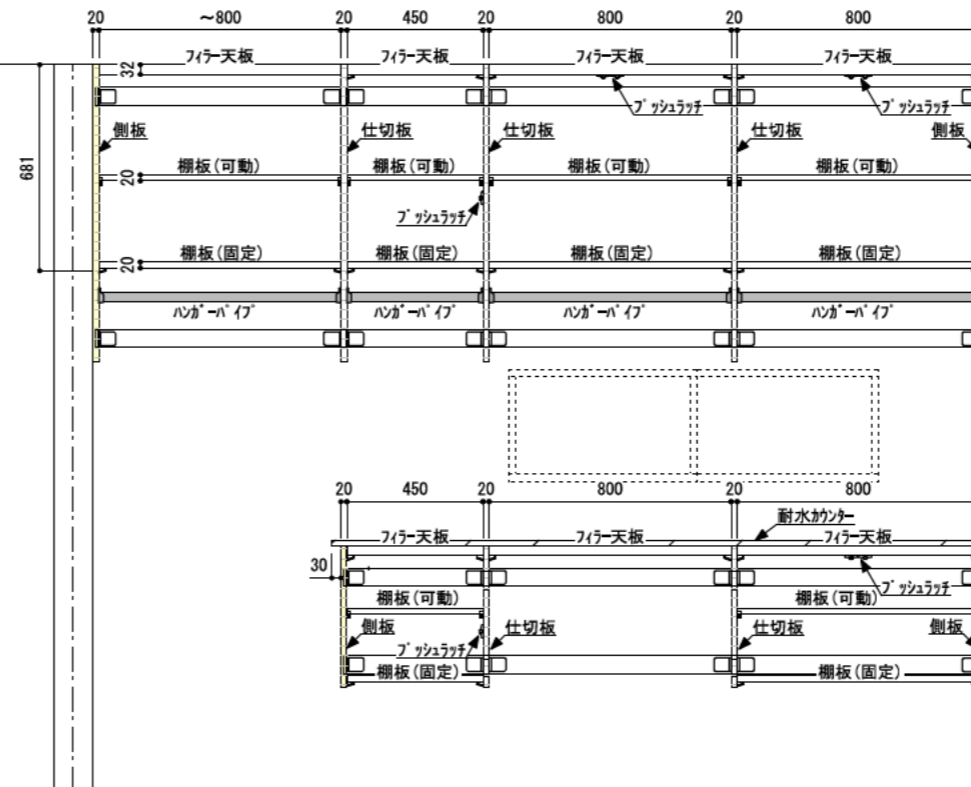 20 ～800 20 450 20 800 20 800
フィラー天板 フィラー天板 フィラー天板 フィラー天板
32
プッシュラッチ プッシュラッチ
側板 仕切板 仕切板 仕切板 側板
681
棚板(可動) 棚板(可動) 棚板(可動) 棚板(可動)
20
プッシュラッチ
棚板(固定) 棚板(固定) 棚板(固定) 棚板(固定)
20
ハンガーパイプ ハンガーパイプ ハンガーパイプ ハンガーパイプ
20 450 20 800 20 800
耐水カウンター
フィラー天板 フィラー天板 フィラー天板
30
プッシュラッチ
棚板(可動) 棚板(可動)
側板 仕切板 仕切板 側板
プッシュラッチ
棚板(固定) 棚板(固定)